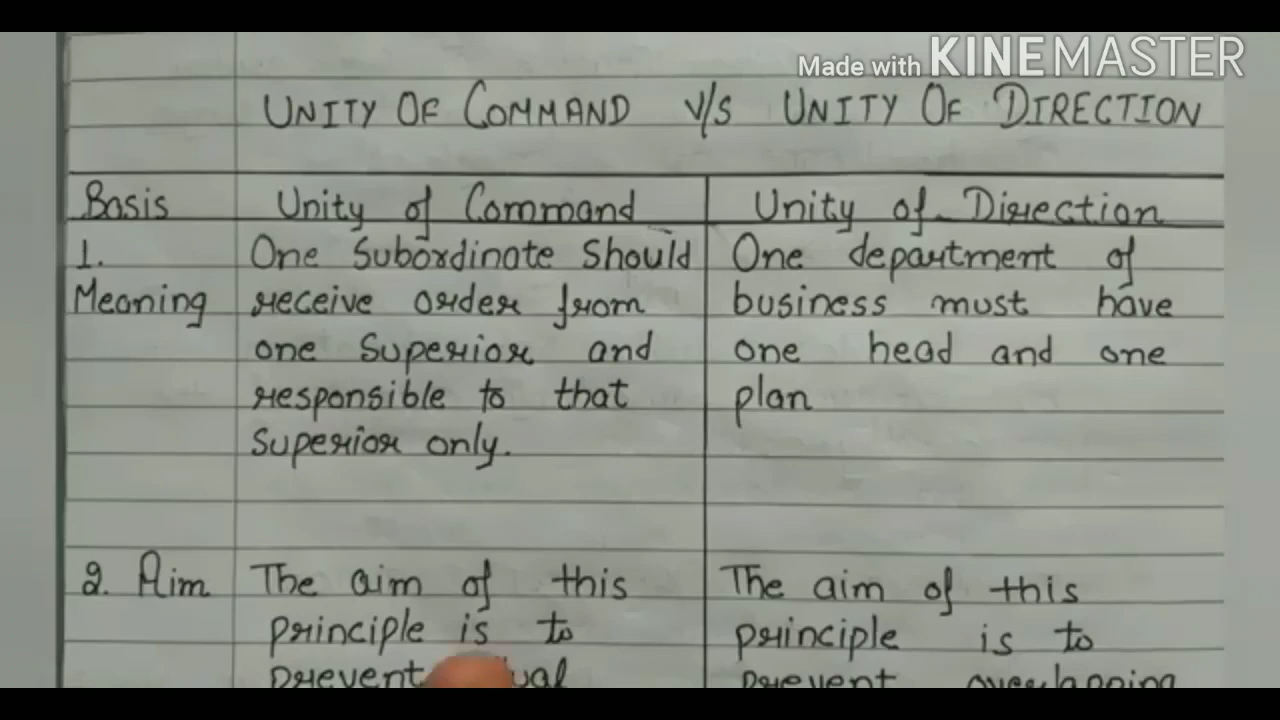 Made with KINEMASTER
UNITY OF COMMAND V/S UNITY OF DIRECTION
Basis Unity of Command Unity of Direction
1. One Subordinate Should One department of
Meaning receive order from business must have
one Superior and one head and one
responsible to that plan
Superior only.
2. Aim The aim of this The aim of this
principle is to principle is to
prevent prevent overlapping